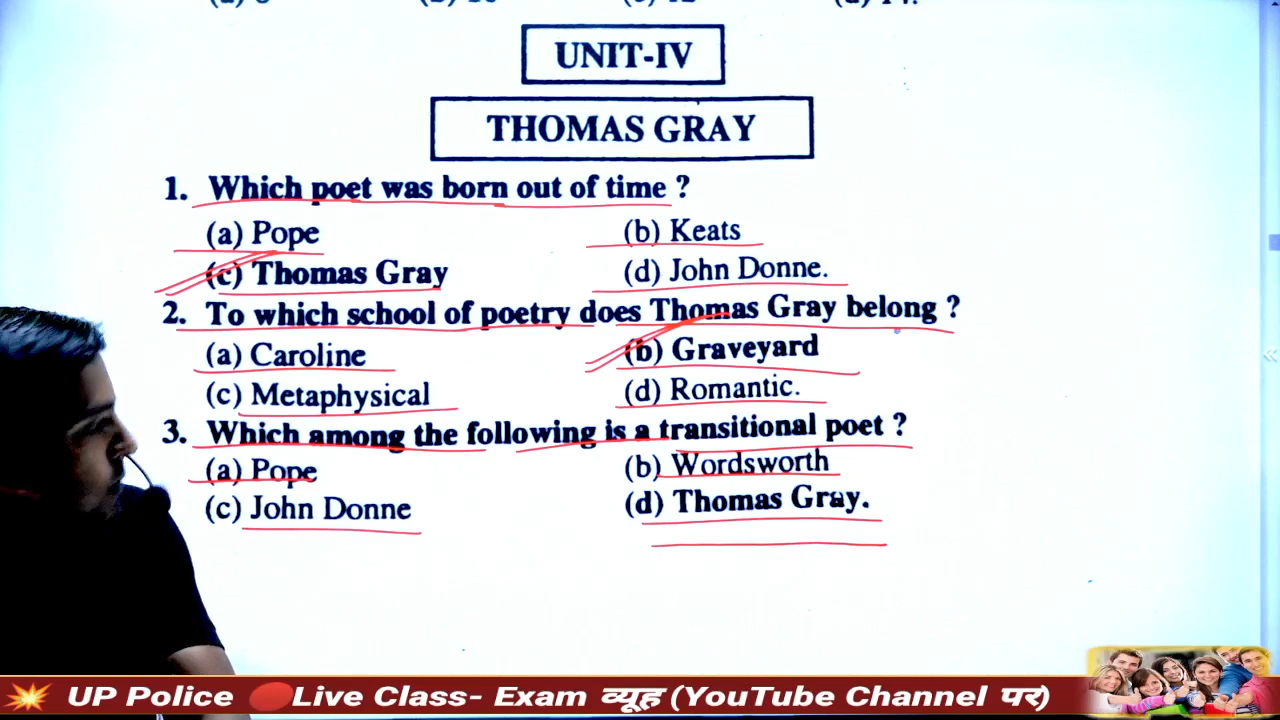 UNIT-IV
THOMAS GRAY
1. Which poet was born out of time ?
(a) Pope (b) Keats
(c) Thomas Gray (d) John Donne.
2. To which school of poetry does Thomas Gray belong ?
(a) Caroline (b) Graveyard
(c) Metaphysical (d) Romantic.
3. Which among the following is a transitional poet ?
(a) Pope (b) Wordsworth
(c) John Donne (d) Thomas Gray.
UP Police Live Class- Exam व्यूह (YouTube Channel पर)